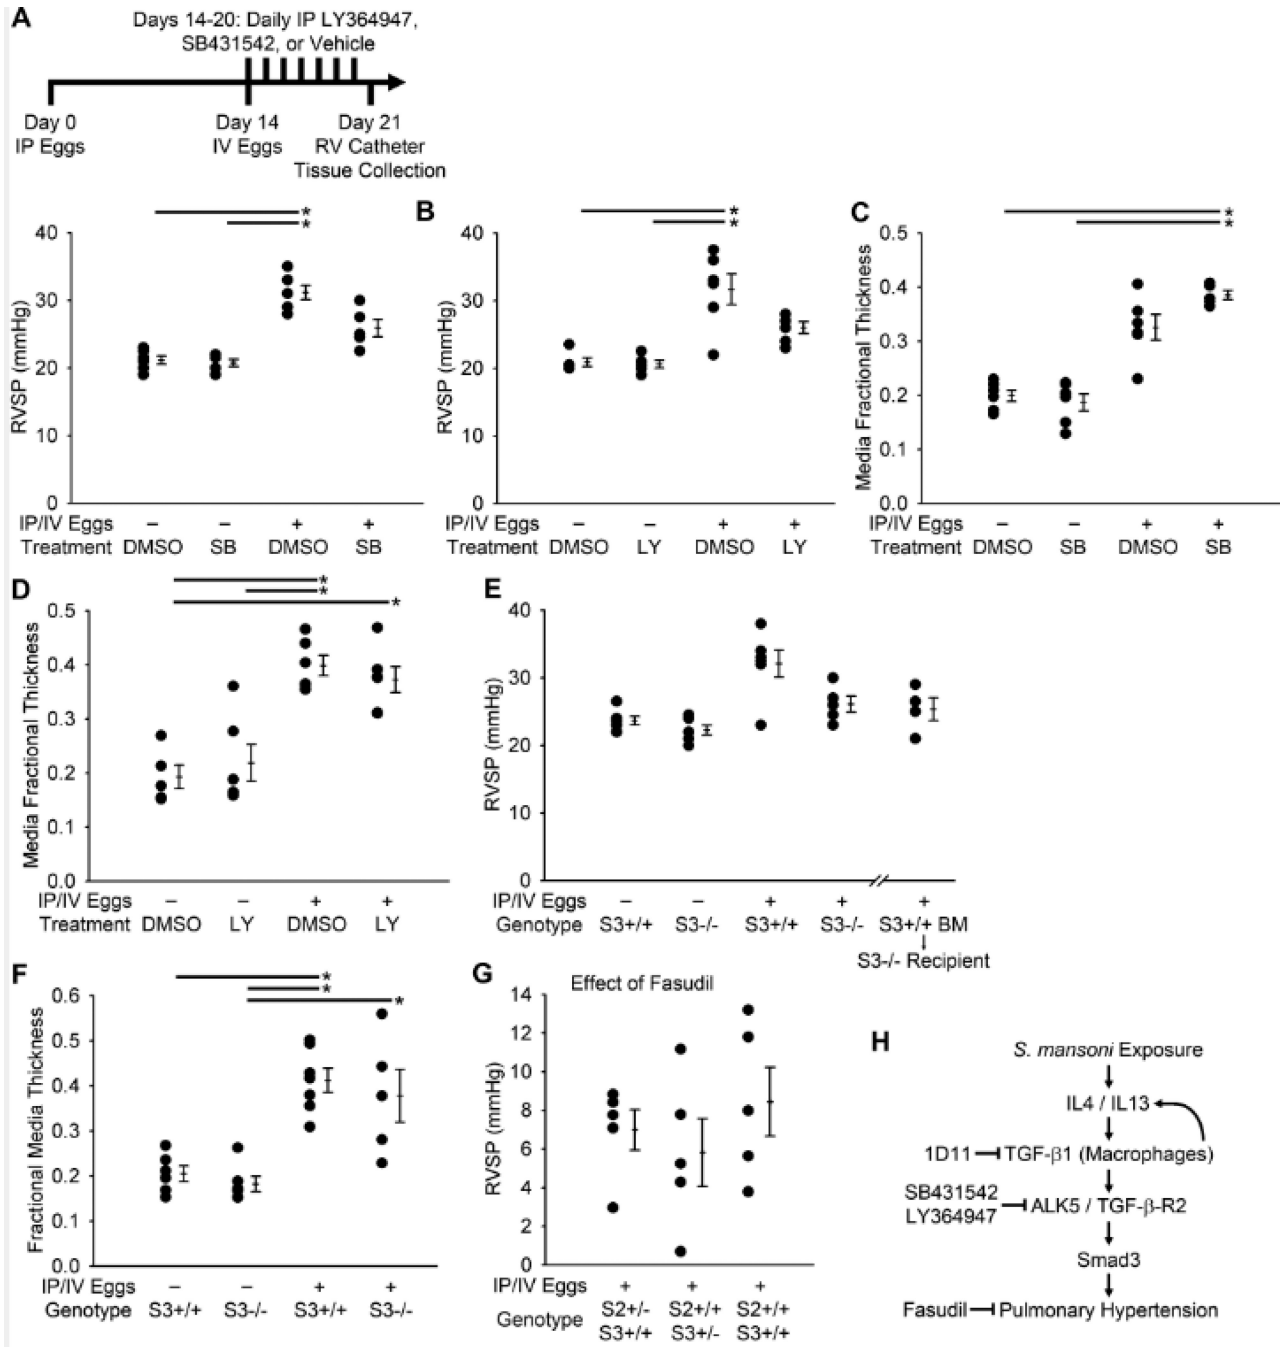 A
Days 14-20: Daily IP LY364947,
SB431542, or Vehicle
Day 0
IP Eggs
Day 14
IV Eggs
Day 21
RV Catheter
Tissue Collection
* *
40
30
20
10
0
RVSP (mmHg)
IP/IV Eggs – – + +
Treatment DMSO SB DMSO SB
B
* *
40
30
20
10
0
RVSP (mmHg)
IP/IV Eggs – – + +
Treatment DMSO LY DMSO LY
C
* *
0.5
0.4
0.3
0.2
0.1
0.0
Media Fractional Thickness
IP/IV Eggs – – + +
Treatment DMSO SB DMSO SB
D
* * *
0.5
0.4
0.3
0.2
0.1
0.0
Media Fractional Thickness
IP/IV Eggs – – + +
Treatment DMSO LY DMSO LY
E
40
30
20
10
0
RVSP (mmHg)
IP/IV Eggs – – + + +
Genotype S3+/+ S3-/- S3+/+ S3-/- S3+/+ BM
↓
S3-/- Recipient
F
* * *
0.6
0.5
0.4
0.3
0.2
0.1
0.0
Fractional Media Thickness
IP/IV Eggs – – + +
Genotype S3+/+ S3-/- S3+/+ S3-/-
G
Effect of Fasudil
14
12
10
8
6
4
2
0
RVSP (mmHg)
IP/IV Eggs + + +
Genotype
S2+/- S2+/+ S2+/+
S3+/+ S3+/- S3+/+
H
S. mansoni Exposure
IL4 / IL13
1D11 TGF-β1 (Macrophages)
SB431542
LY364947
ALK5 / TGF-β-R2
Smad3
Fasudil Pulmonary Hypertension